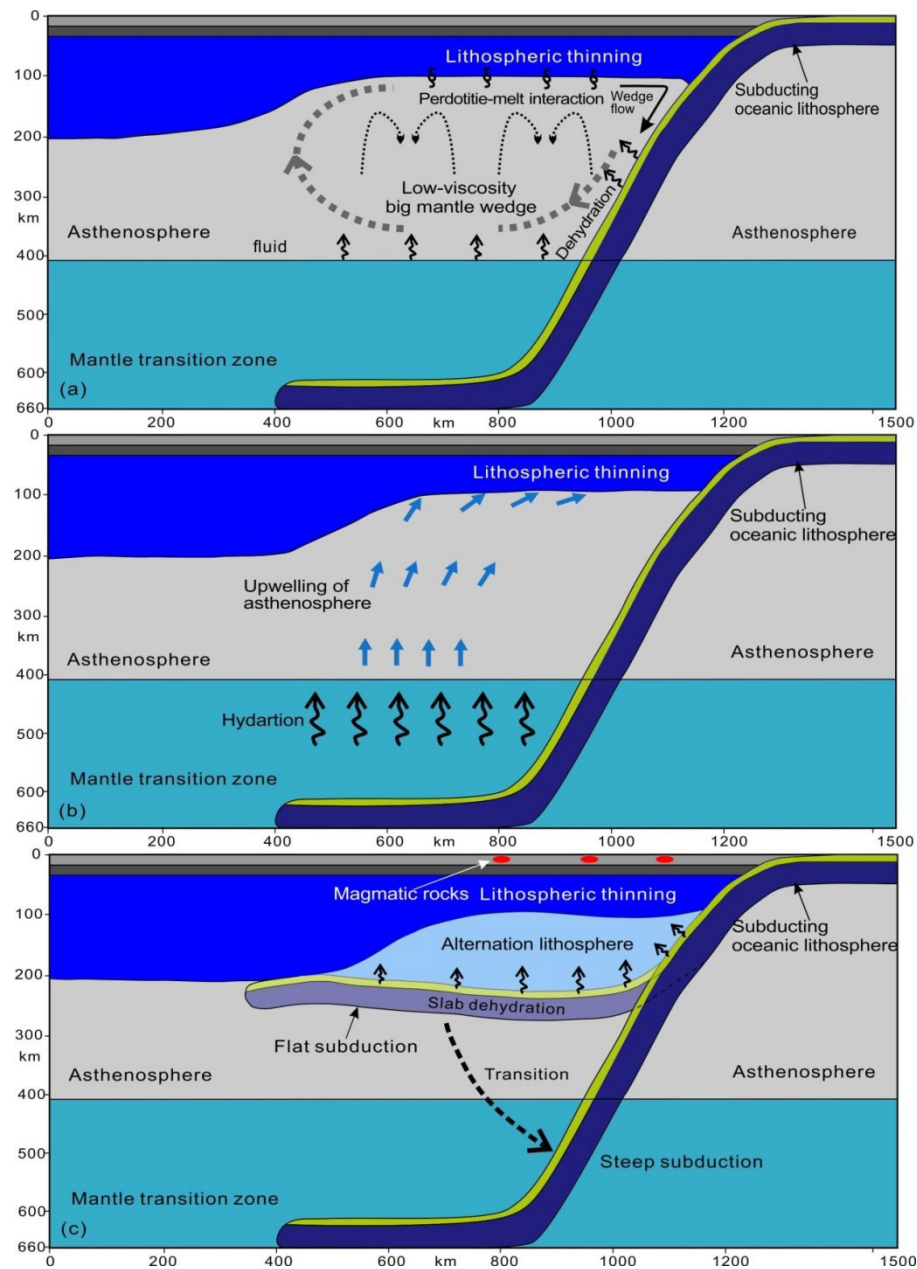 0
Lithospheric thinning
100
Perdotitie-melt interaction
Wedge
flow
Subducting
oceanic lithosphere
200
Low-viscosity
big mantle wedge
300
km
Dehydration
Asthenosphere
fluid
Asthenosphere
400
500
Mantle transition zone
600
(a)
660
0 200 400 600 km 800 1000 1200 1500
0
Lithospheric thinning
100
Subducting
oceanic lithosphere
200
Upwelling of
asthenosphere
300
km
Asthenosphere
Asthenosphere
400
Hydartion
500
Mantle transition zone
600
(b)
660
0 200 400 600 km 800 1000 1200 1500
0
Magmatic rocks
Lithospheric thinning
100
Subducting
oceanic lithosphere
Alternation lithosphere
200
Slab dehydration
Flat subduction
300
km
Asthenosphere
Transition
Asthenosphere
400
500
Steep subduction
Mantle transition zone
600
(c)
660
0 200 400 600 km 800 1000 1200 1500